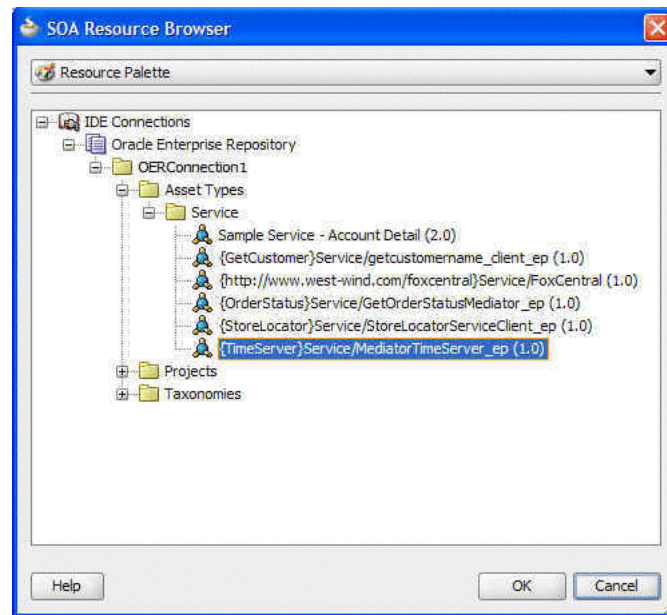 SOA Resource Browser
Resource Palette
IDE Connections
Oracle Enterprise Repository
OERConnection1
Asset Types
Service
Sample Service - Account Detail (2.0)
{GetCustomer}Service/getcustomername_client_ep (1.0)
{http://www.west-wind.com/foxcentral}Service/FoxCentral (1.0)
{OrderStatus}Service/GetOrderStatusMediator_ep (1.0)
{StoreLocator}Service/StoreLocatorServiceClient_ep (1.0)
{TimeServer}Service/MediatorTimeServer_ep (1.0)
Projects
Taxonomies
Help OK Cancel